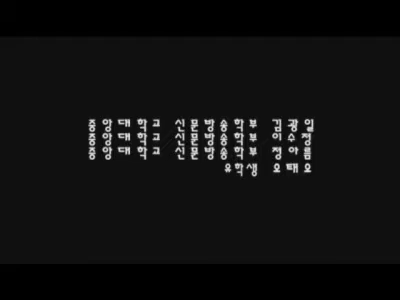 중앙대학교 신문방송학부 김광일
중앙대학교 신문방송학부 이수정
중앙대학교 신문방송학부 정아름
유학생 오태오